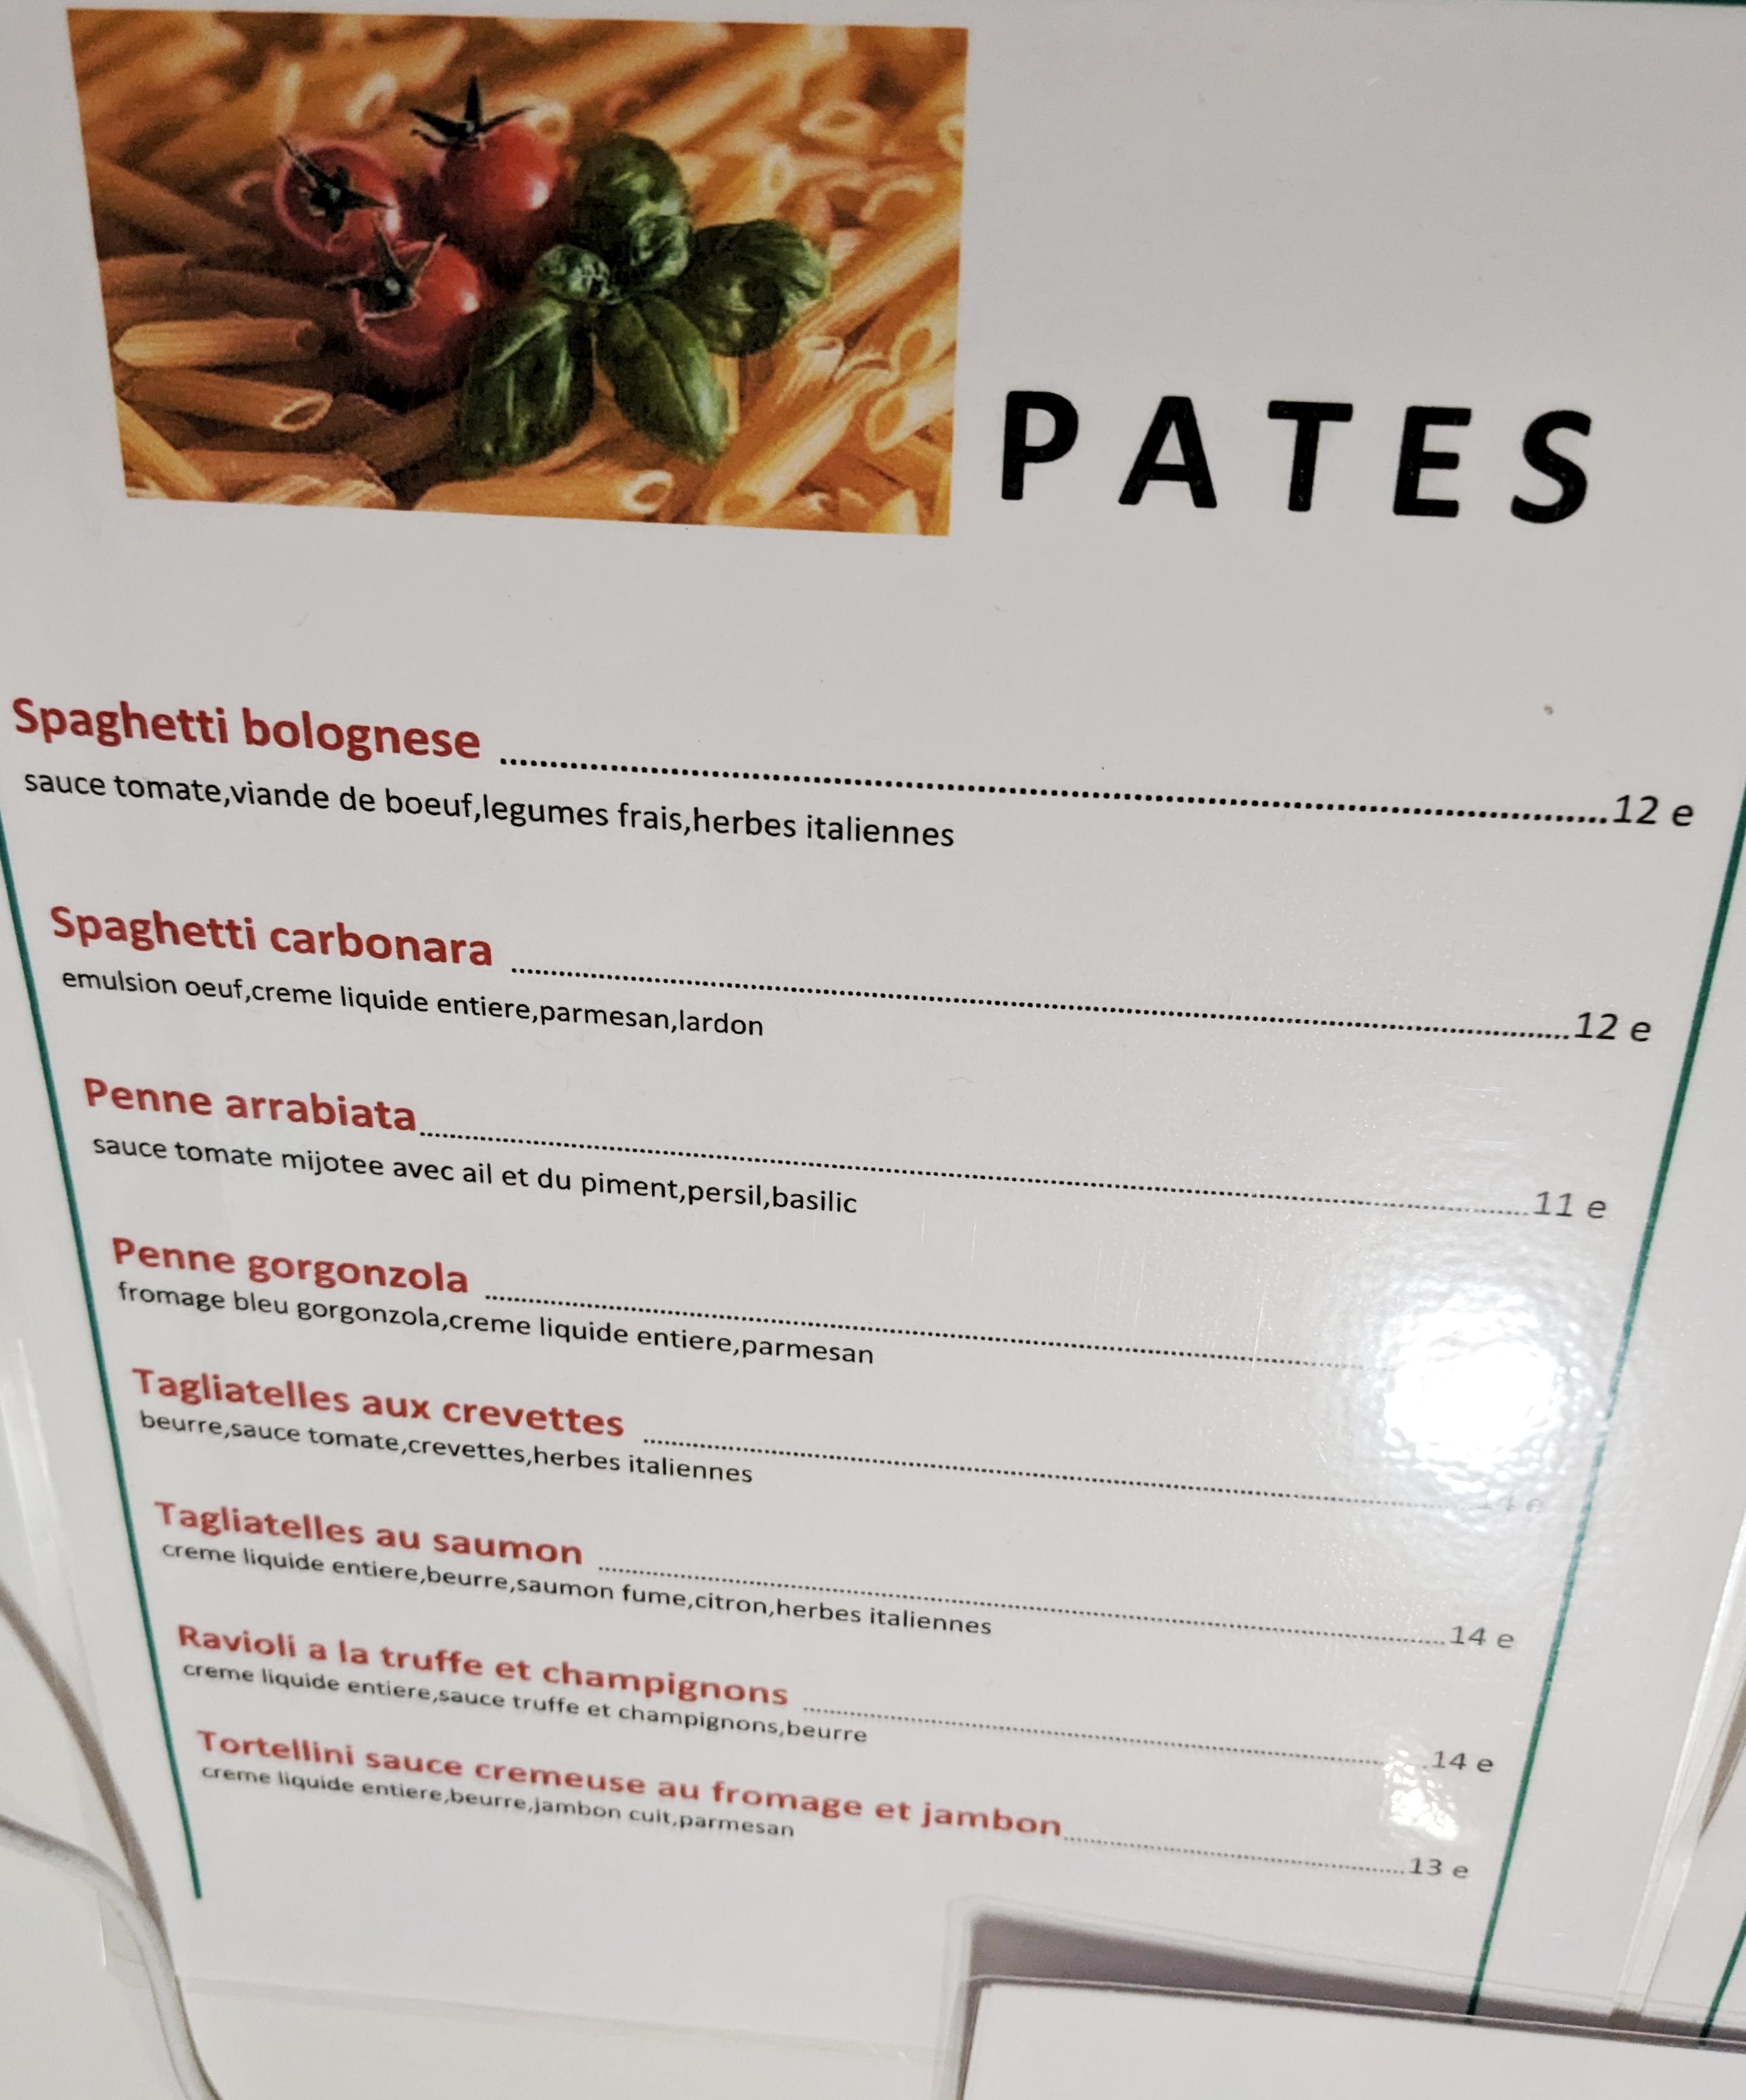 PATES
Spaghetti bolognese ...12 e
sauce tomate,viande de boeuf,legumes frais,herbes italiennes
Spaghetti carbonara ...12 e
emulsion oeuf,creme liquide entiere,parmesan,lardon
Penne arrabiata...11 e
sauce tomate mijotee avec ail et du piment,persil,basilic
Penne gorgonzola ...
fromage bleu gorgonzola,creme liquide entiere,parmesan
Tagliatelles aux crevettes ...14 e
beurre,sauce tomate,crevettes,herbes italiennes
Tagliatelles au saumon ...14 e
creme liquide entiere,beurre,saumon fume,citron,herbes italiennes
Ravioli a la truffe et champignons ...14 e
creme liquide entiere,sauce truffe et champignons,beurre
Tortellini sauce cremeuse au fromage et jambon...13 e
creme liquide entiere,beurre,jambon cuit,parmesan